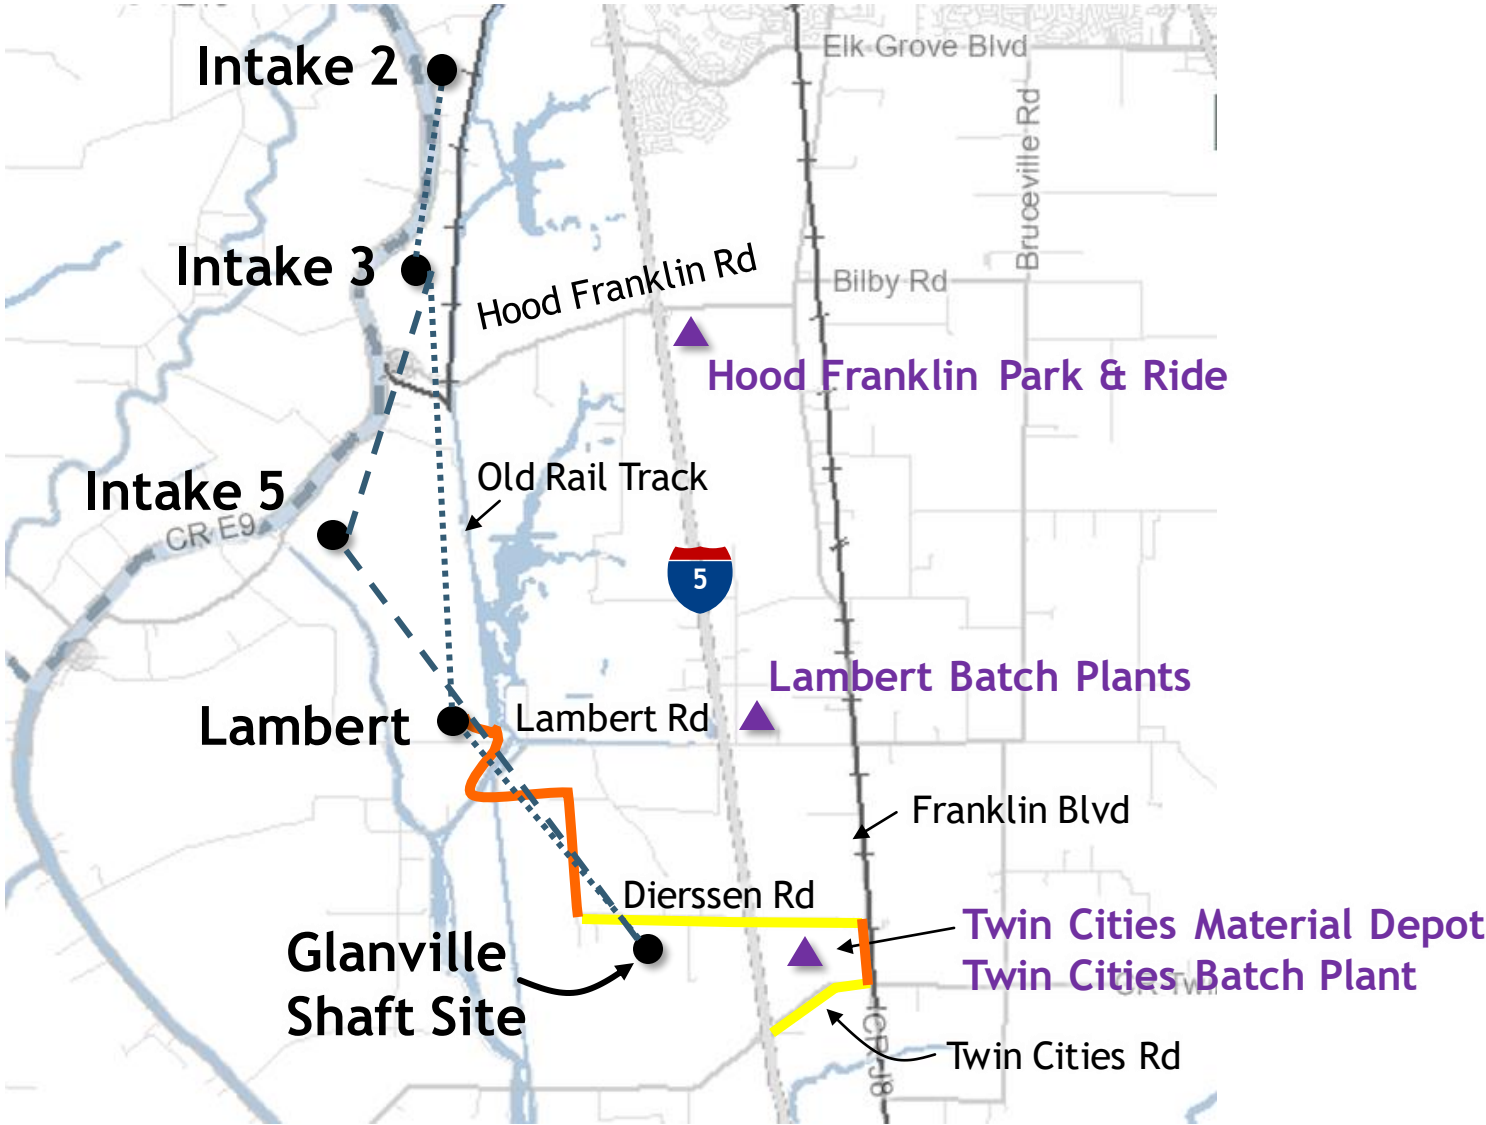 Intake 2
Elk Grove Blvd
Bruceville Rd
Intake 3
Hood Franklin Rd
Bilby Rd
Hood Franklin Park & Ride
Intake 5
Old Rail Track
CR E9
5
Lambert Batch Plants
Lambert
Lambert Rd
Franklin Blvd
Dierssen Rd
Twin Cities Material Depot
Twin Cities Batch Plant
Glanville
Shaft Site
CR J8
Twin Cities Rd